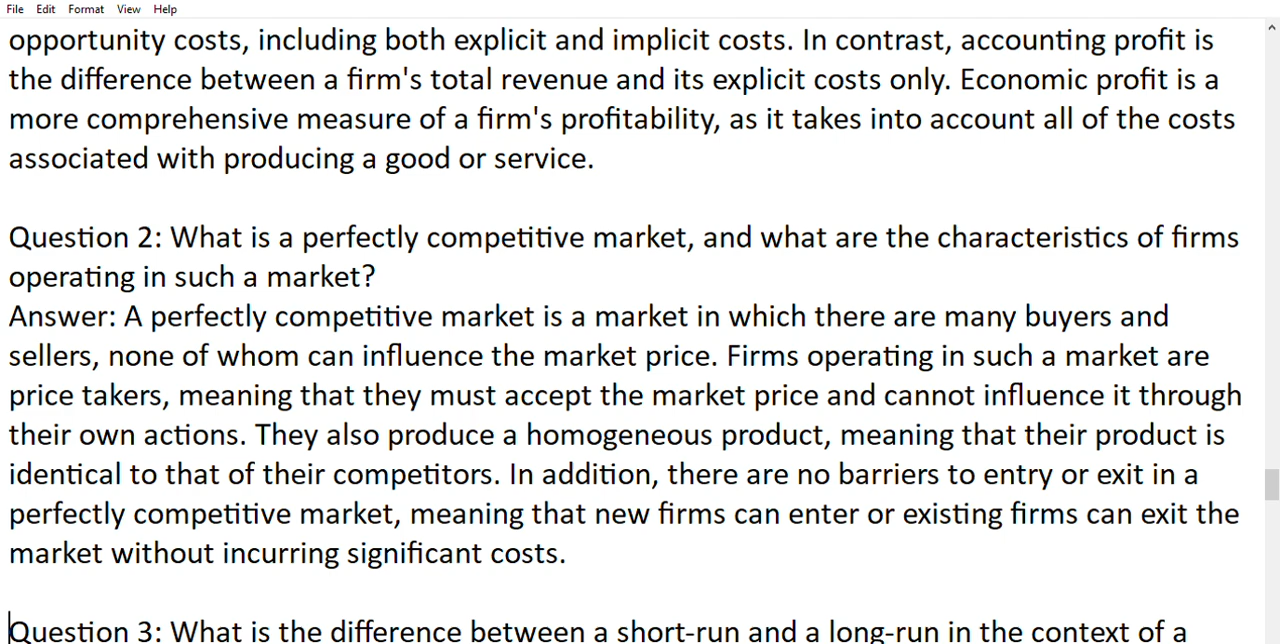 File Edit Format View Help
opportunity costs, including both explicit and implicit costs. In contrast, accounting profit is
the difference between a firm's total revenue and its explicit costs only. Economic profit is a
more comprehensive measure of a firm's profitability, as it takes into account all of the costs
associated with producing a good or service.
Question 2: What is a perfectly competitive market, and what are the characteristics of firms
operating in such a market?
Answer: A perfectly competitive market is a market in which there are many buyers and
sellers, none of whom can influence the market price. Firms operating in such a market are
price takers, meaning that they must accept the market price and cannot influence it through
their own actions. They also produce a homogeneous product, meaning that their product is
identical to that of their competitors. In addition, there are no barriers to entry or exit in a
perfectly competitive market, meaning that new firms can enter or existing firms can exit the
market without incurring significant costs.
Question 3: What is the difference between a short-run and a long-run in the context of a